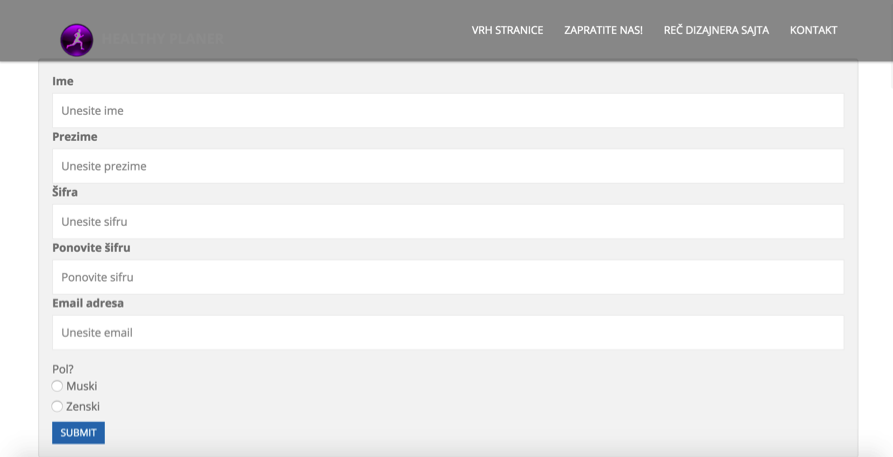 HEALTHY PLANER
VRH STRANICE ZAPRATITE NAS! REČ DIZAJNERA SAJTA KONTAKT
Ime
Unesite ime
Prezime
Unesite prezime
Šifra
Unesite sifru
Ponovite šifru
Ponovite sifru
Email adresa
Unesite email
Pol?
Muski
Zenski
SUBMIT